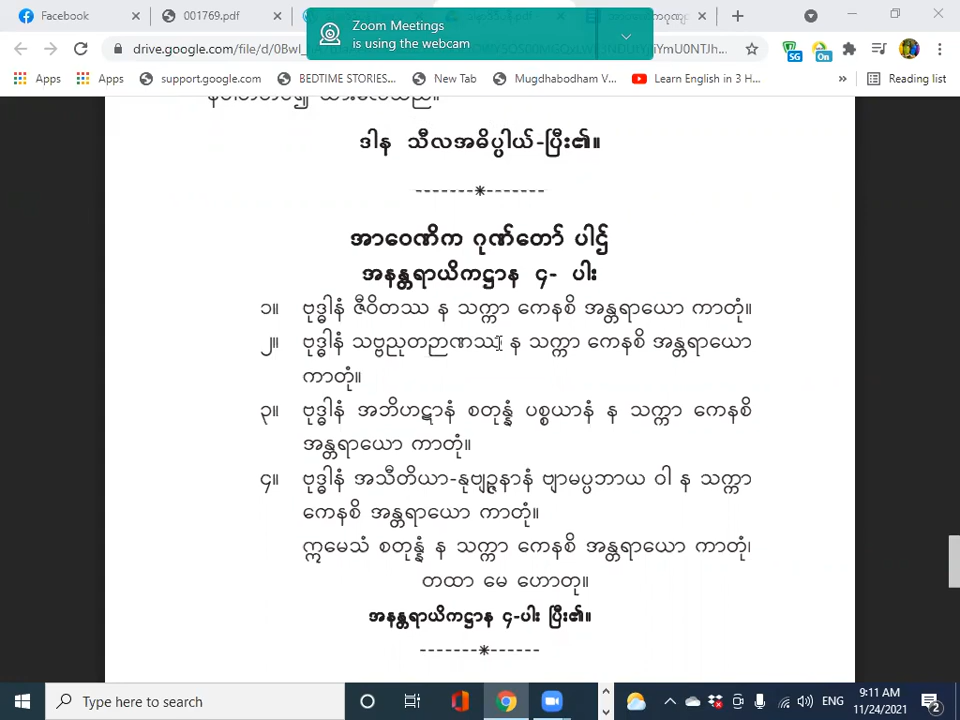 Facebook
001769.pdf
Zoom Meetings
is using the webcam
drive.google.com/file/d/0Bwl_
Apps
Apps
support.google.com
BEDTIME STORIES...
New Tab
Mugdhabodham V...
Learn English in 3 H...
»
Reading list
ဒါန သီလအဓိပ္ပါယ်-ပြီး၏။
-------*-------
အာဝေဏိက ဂုဏ်တော် ပါဌ်
အနန္တရာယိကဋ္ဌာန ၄- ပါး
၁။ ဗုဒ္ဓါနံ ဇီဝိတဿ န သက္ကာ ကေနစိ အန္တရာယော ကာတုံ။
၂။ ဗုဒ္ဓါနံ သဗ္ဗညုတဉာဏဿ န သက္ကာ ကေနစိ အန္တရာယော
ကာတုံ။
၃။ ဗုဒ္ဓါနံ အဘိဟဋာနံ စတုန္နံ ပစ္စယာနံ န သက္ကာ ကေနစိ
အန္တရာယော ကာတုံ။
၄။ ဗုဒ္ဓါနံ အသီတိယာ-နုဗျဉ္ဇနာနံ ဗျာမပ္ပဘာယ ဝါ န သက္ကာ
ကေနစိ အန္တရာယော ကာတုံ။
ဣမေသံ စတုန္နံ န သက္ကာ ကေနစိ အန္တရာယော ကာတုံ၊
တထာ မေ ဟောတု။
အနန္တရာယိကဋ္ဌာန ၄-ပါး ပြီး၏။
-------*------
Type here to search
ENG
9:11 AM
11/24/2021
2